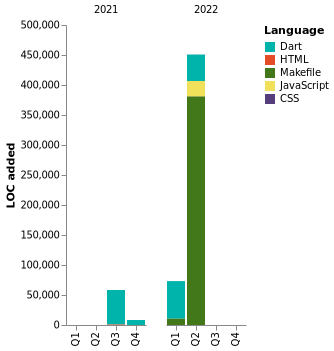 2021 2022
Language
Dart
HTML
Makefile
JavaScript
CSS
LOC added
500,000
450,000
400,000
350,000
300,000
250,000
200,000
150,000
100,000
50,000
0
Q1 Q2 Q3 Q4 Q1 Q2 Q3 Q4